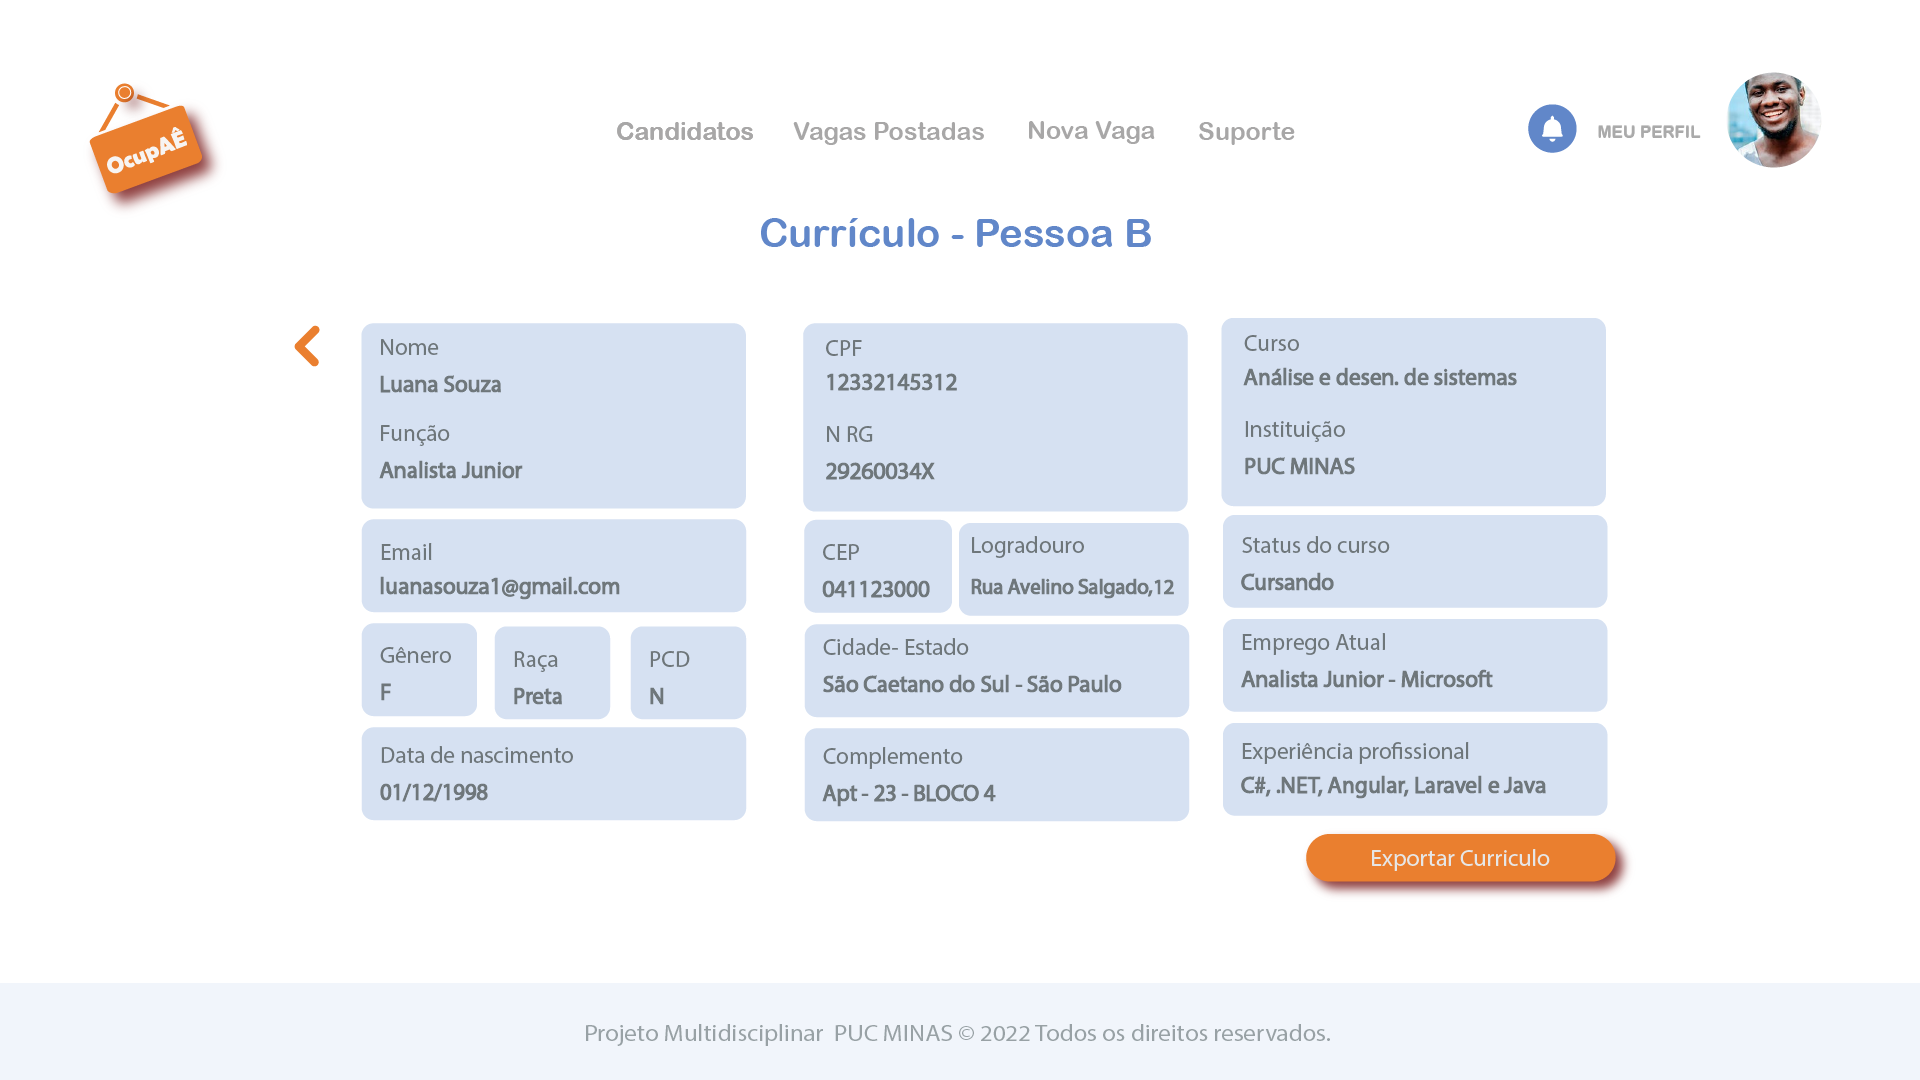 OcupAÊ
Candidatos
Vagas Postadas
Nova Vaga
Suporte
MEU PERFIL
Currículo - Pessoa B
Nome
Luana Souza
Função
Analista Junior
Email
luanasouza1@gmail.com
Gênero
F
Raça
Preta
PCD
N
Data de nascimento
01/12/1998
CPF
12332145312
N RG
29260034X
CEP
041123000
Logradouro
Rua Avelino Salgado,12
Cidade- Estado
São Caetano do Sul - São Paulo
Complemento
Apt - 23 - BLOCO 4
Curso
Análise e desen. de sistemas
Instituição
PUC MINAS
Status do curso
Cursando
Emprego Atual
Analista Junior - Microsoft
Experiência profissional
C#, .NET, Angular, Laravel e Java
Exportar Curriculo
Projeto Multidisciplinar  PUC MINAS © 2022 Todos os direitos reservados.